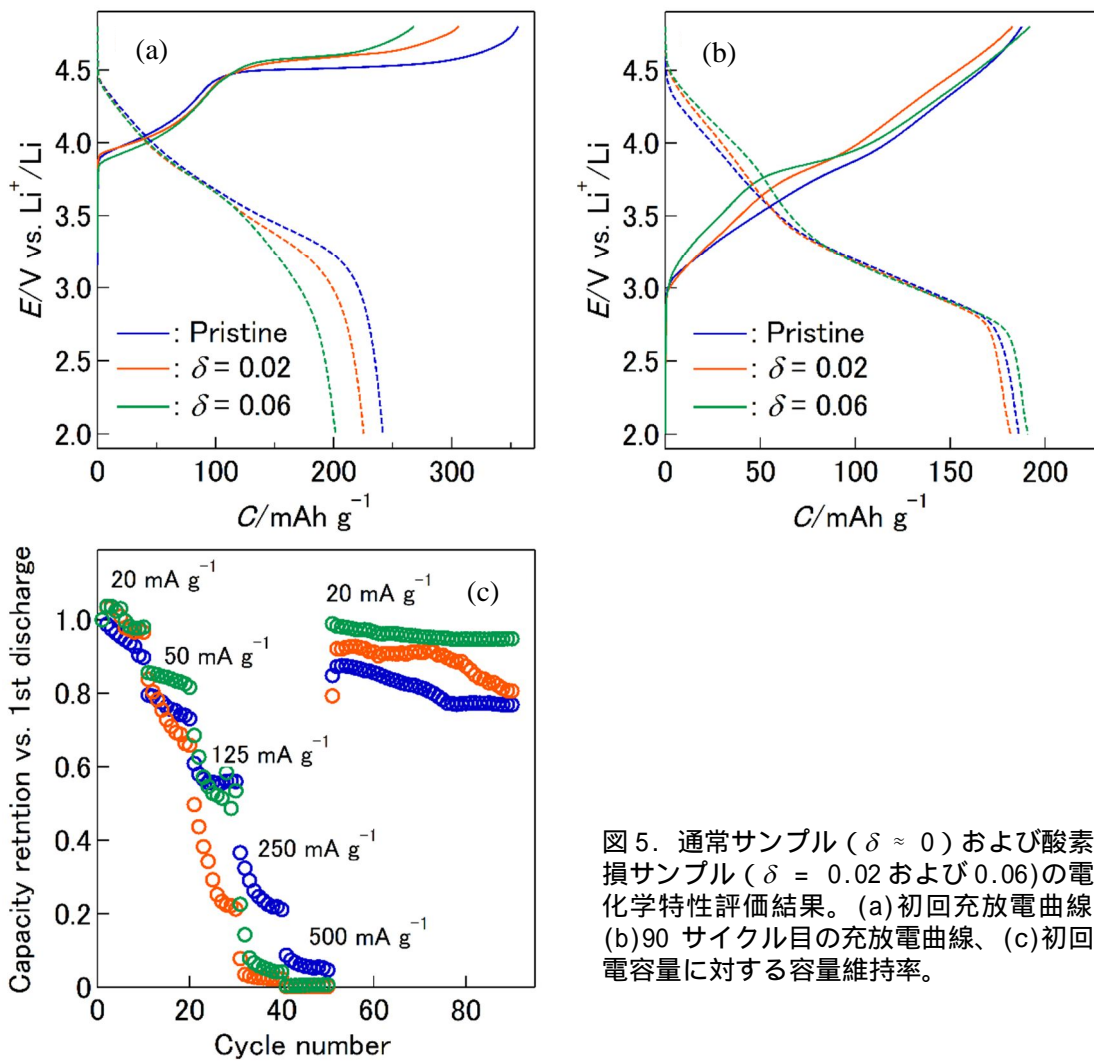 (a)
4.5
4.0
3.5
3.0
2.5
2.0
E/V vs. Li⁺/Li
: Pristine
: δ = 0.02
: δ = 0.06
0 100 200 300
C/mAh g⁻¹
(b)
4.5
4.0
3.5
3.0
2.5
2.0
E/V vs. Li⁺/Li
: Pristine
: δ = 0.02
: δ = 0.06
0 50 100 150 200
C/mAh g⁻¹
(c)
20 mA g⁻¹
20 mA g⁻¹
50 mA g⁻¹
125 mA g⁻¹
250 mA g⁻¹
500 mA g⁻¹
1.0
0.8
0.6
0.4
0.2
0
Capacity retntion vs. 1st discharge
0 20 40 60 80
Cycle number
図5. 通常サンプル(δ ≈ 0)および酸素
損サンプル(δ = 0.02および0.06)の電
化学特性評価結果。(a)初回充放電曲線
(b)90 サイクル目の充放電曲線、(c)初回
電容量に対する容量維持率。